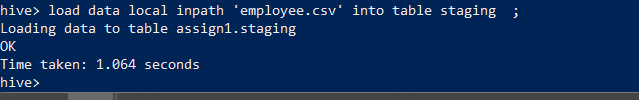 hive> load data local inpath 'employee.csv' into table staging  ;
Loading data to table assign1.staging
OK
Time taken: 1.064 seconds
hive>